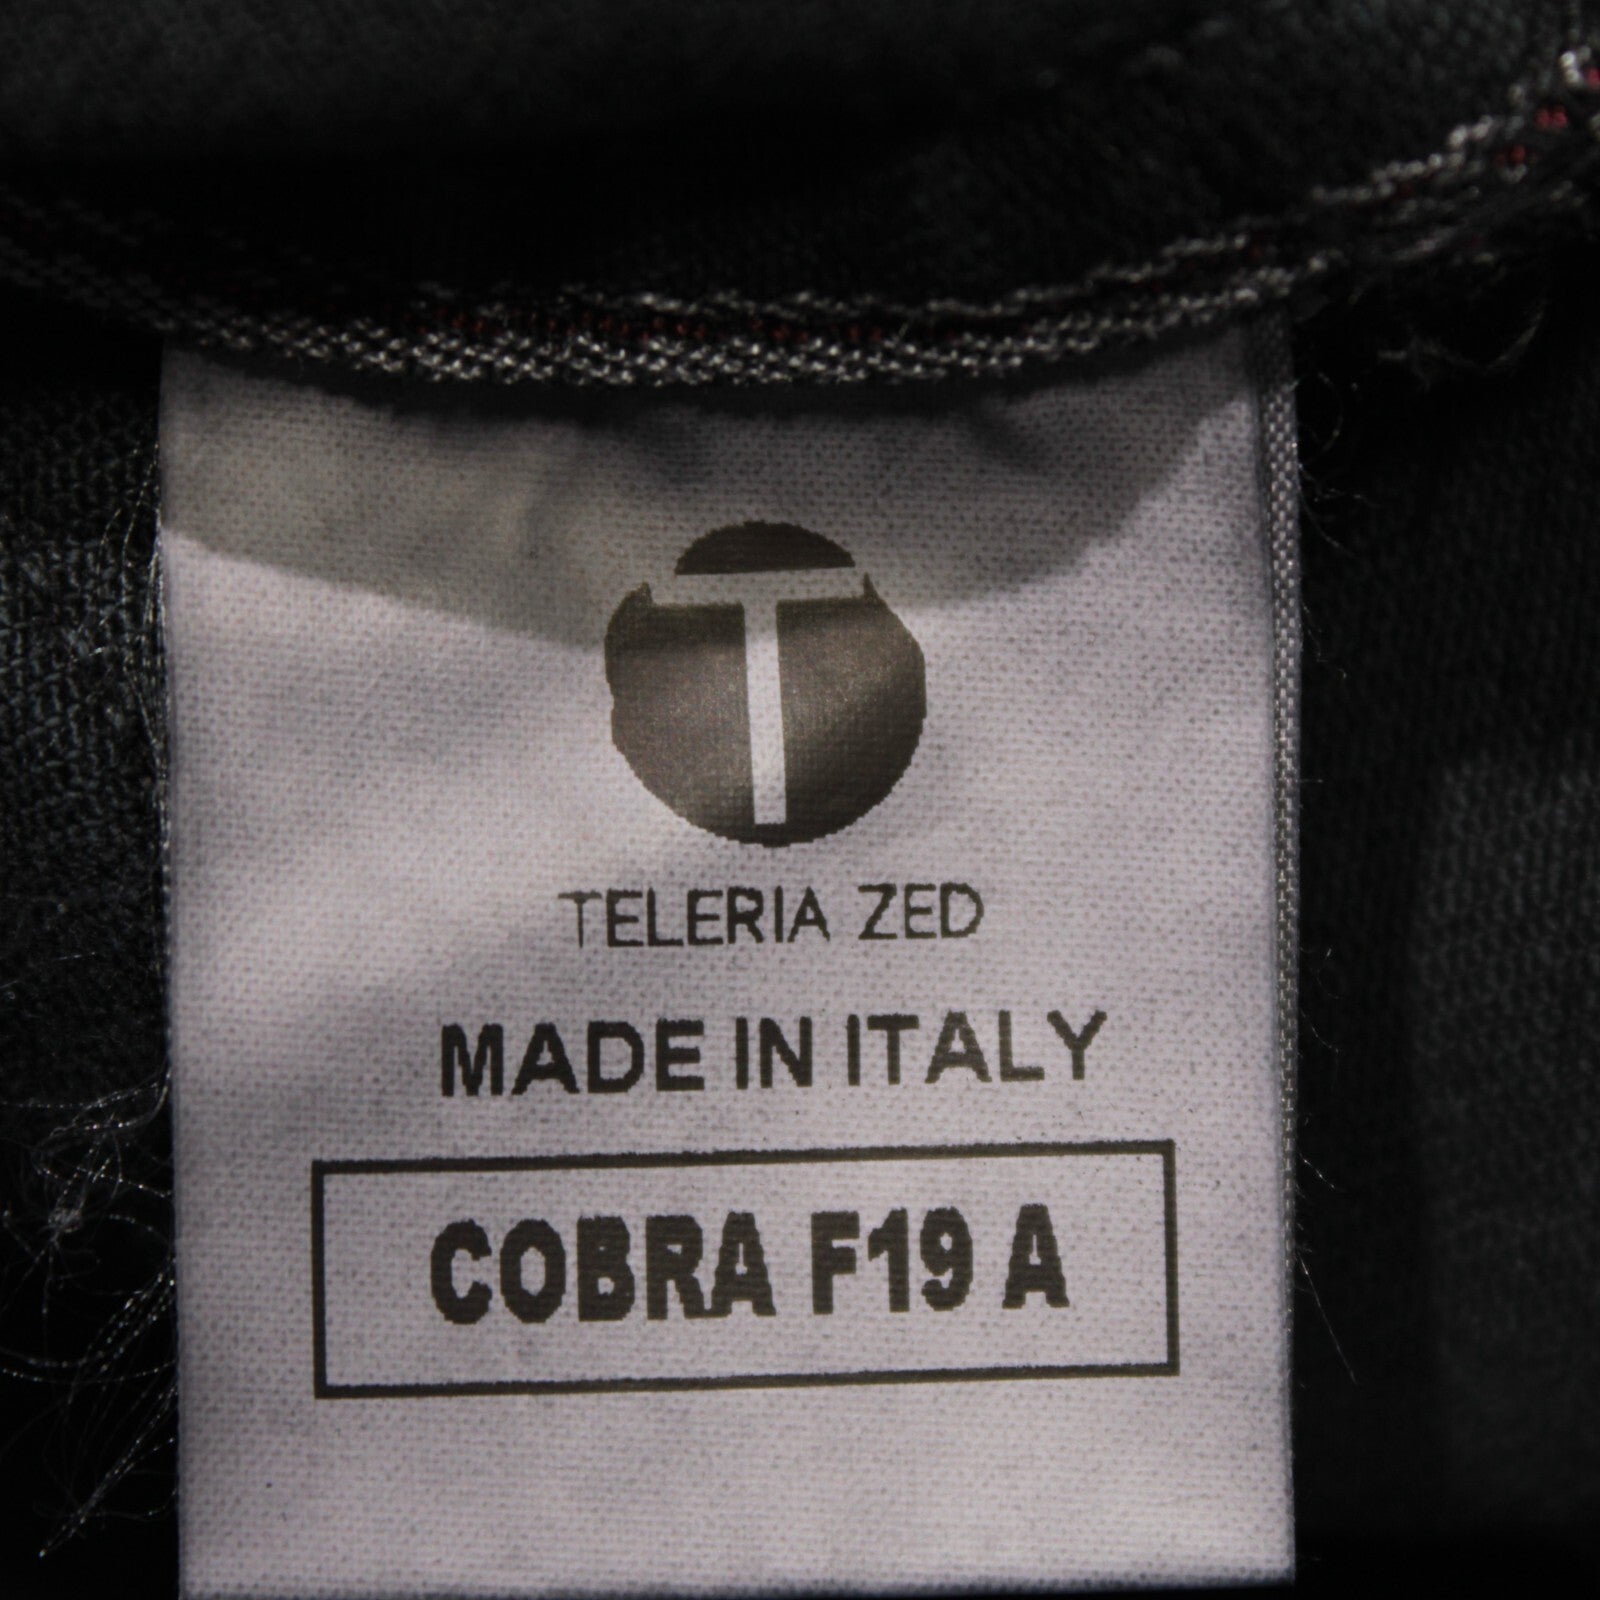 T
TELERIA ZED
MADE IN ITALY
COBRA F19 A